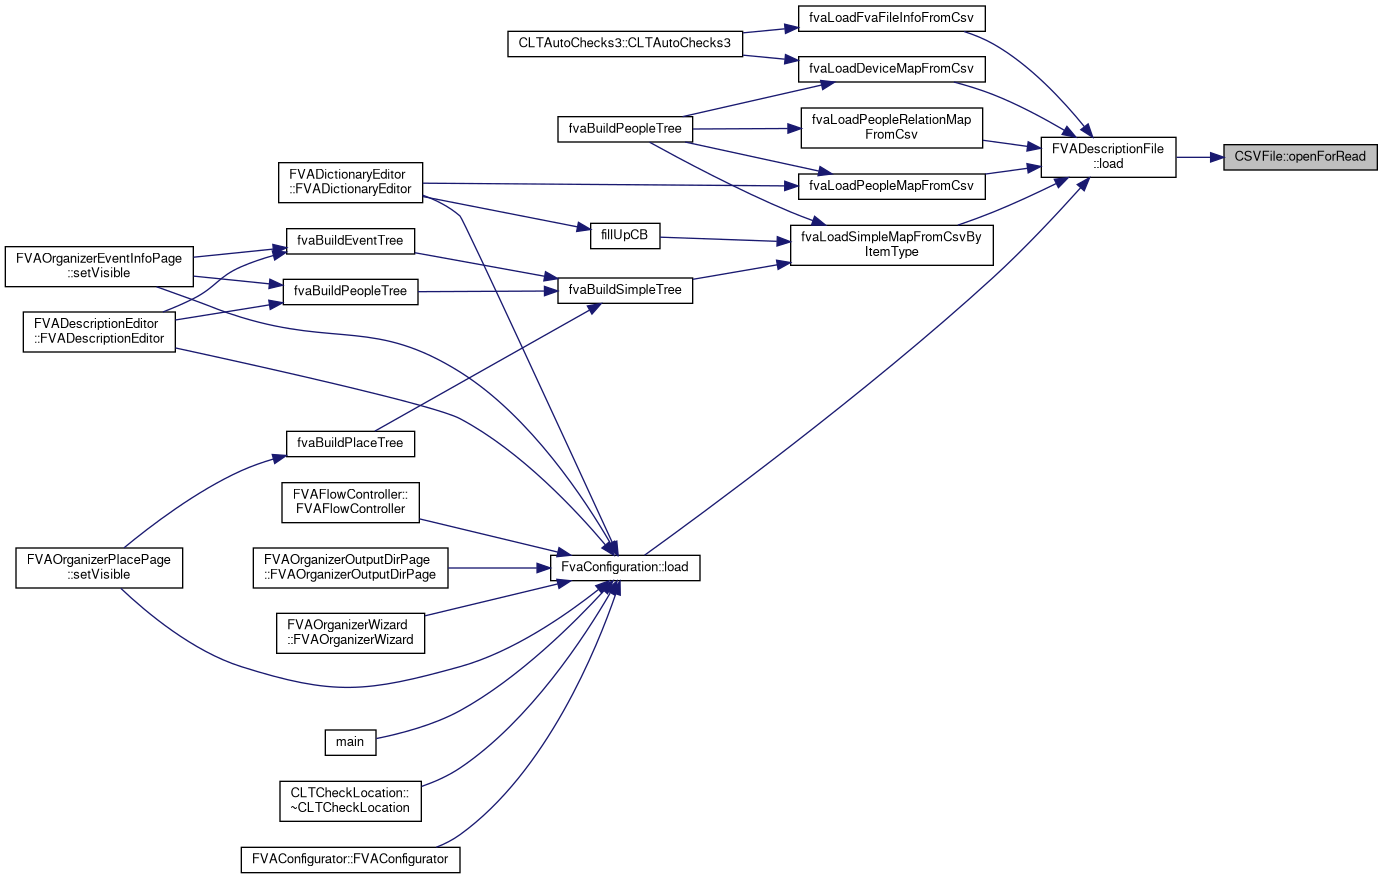 fvaLoadFvaFileInfoFromCsv
CLTAutoChecks3::CLTAutoChecks3
fvaLoadDeviceMapFromCsv
fvaBuildPeopleTree
fvaLoadPeopleRelationMap
FromCsv
FVADescriptionFile
::load
CSVFile::openForRead
FVADictionaryEditor
::FVADictionaryEditor
fvaLoadPeopleMapFromCsv
fillUpCB
fvaLoadSimpleMapFromCsvBy
ItemType
fvaBuildEventTree
FVAOrganizerEventInfoPage
::setVisible
fvaBuildPeopleTree
fvaBuildSimpleTree
FVADescriptionEditor
::FVADescriptionEditor
fvaBuildPlaceTree
FVAFlowController::
FVAFlowController
FVAOrganizerPlacePage
::setVisible
FVAOrganizerOutputDirPage
::FVAOrganizerOutputDirPage
FvaConfiguration::load
FVAOrganizerWizard
::FVAOrganizerWizard
main
CLTCheckLocation::
~CLTCheckLocation
FVAConfigurator::FVAConfigurator